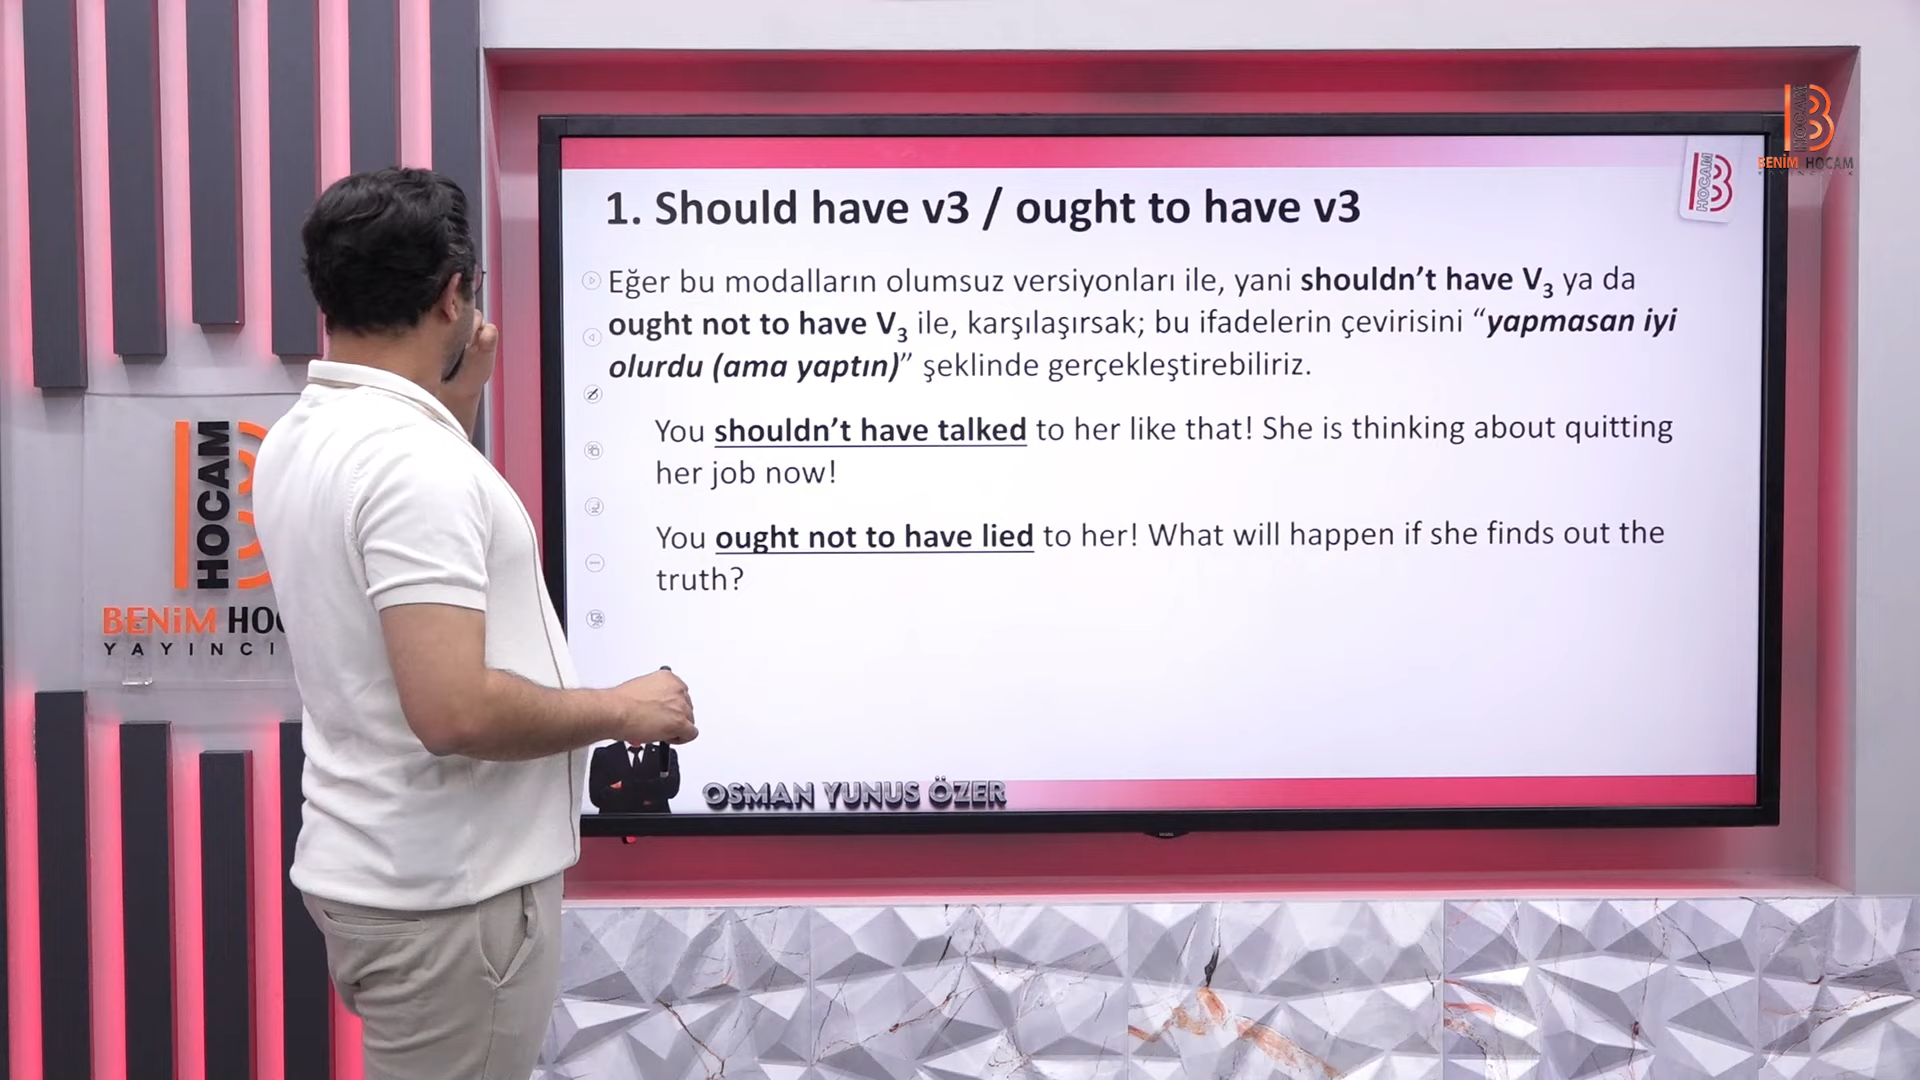 1. Should have v3 / ought to have v3
Eğer bu modalların olumsuz versiyonları ile, yani shouldn’t have V3 ya da
ought not to have V3 ile, karşılaşırsak; bu ifadelerin çevirisini “yapmasan iyi
olurdu (ama yaptın)” şeklinde gerçekleştirebiliriz.
You shouldn’t have talked to her like that! She is thinking about quitting
her job now!
You ought not to have lied to her! What will happen if she finds out the
truth?
OSMAN YUNUS ÖZER
HOCAM
HOCAM
BENİM HOCAM
YAYINCILIK
HOCAM
BENİM HOC
YAYINCI